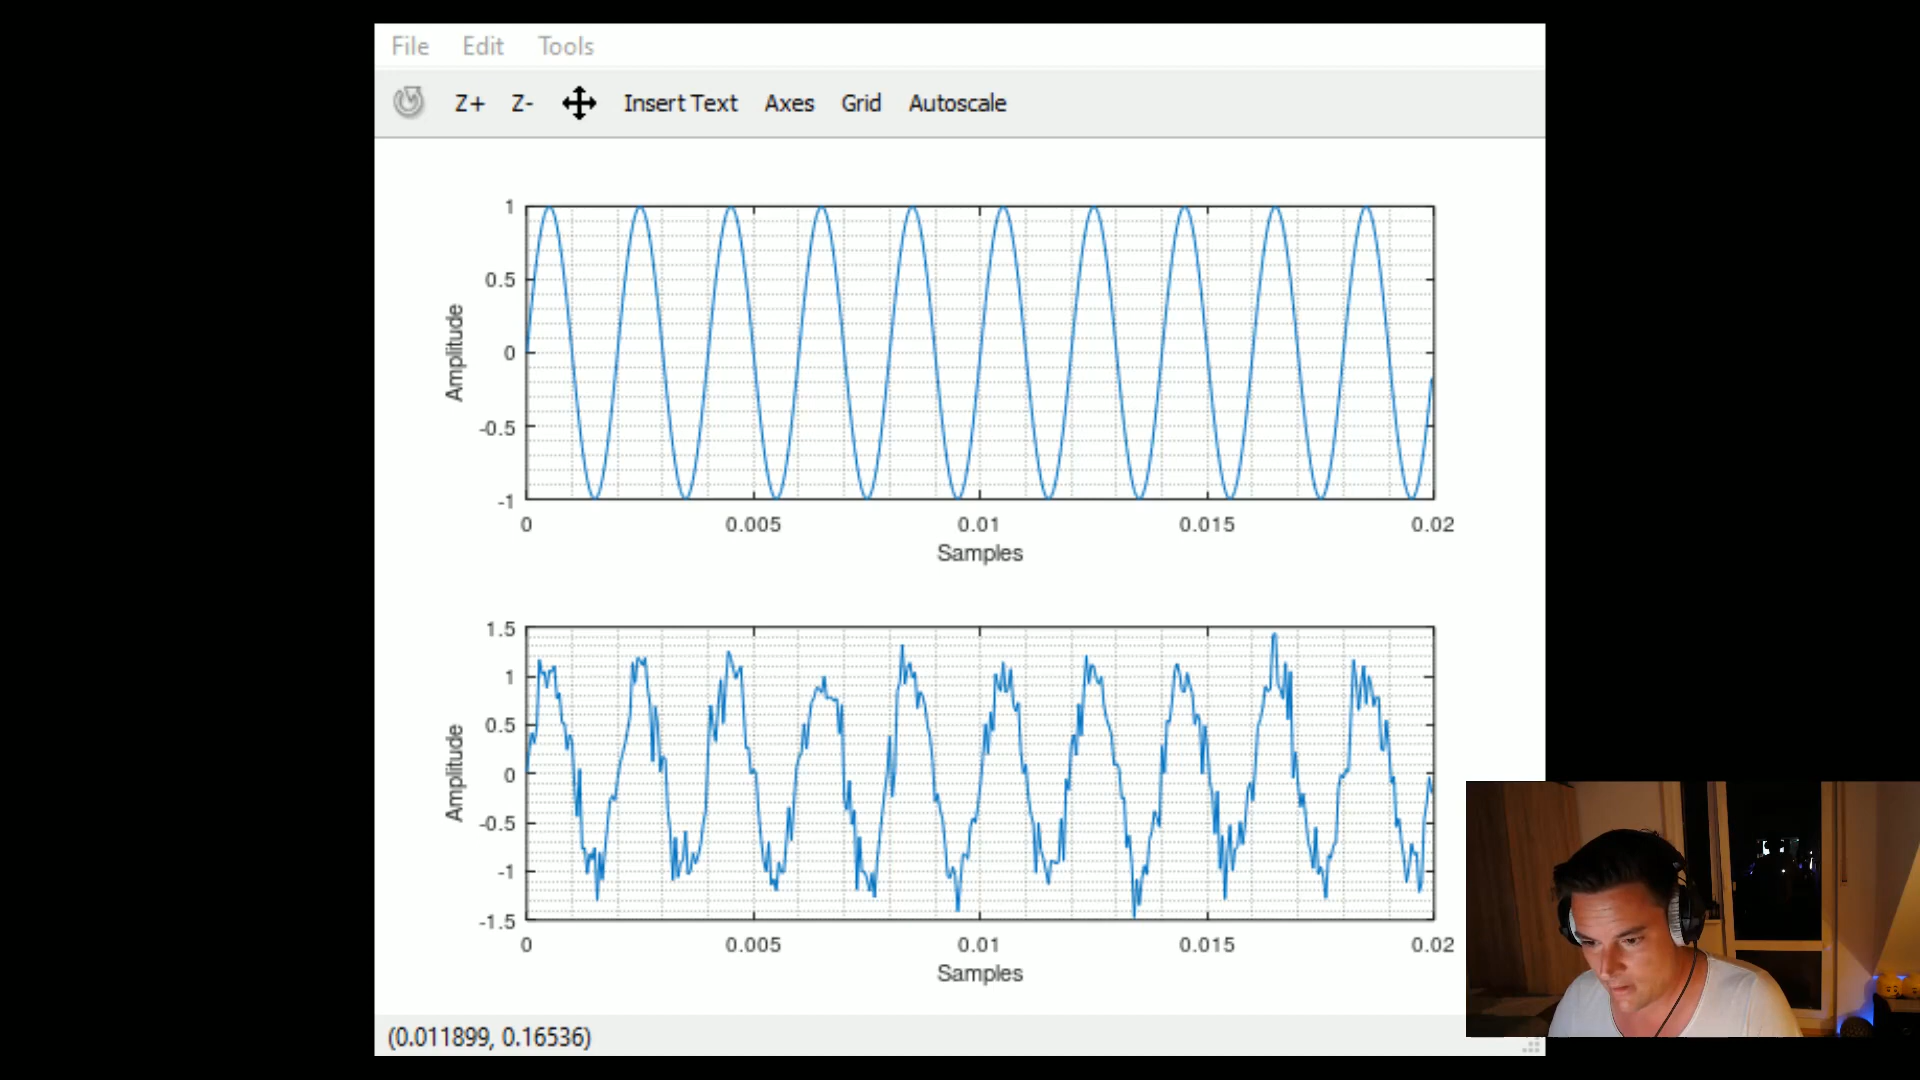 File Edit Tools
Z+ Z- Insert Text Axes Grid Autoscale
1
0.5
0
-0.5
-1
Amplitude
0 0.005 0.01 0.015 0.02
Samples
1.5
1
0.5
0
-0.5
-1
-1.5
Amplitude
0 0.005 0.01 0.015 0.02
Samples
(0.011899, 0.16536)